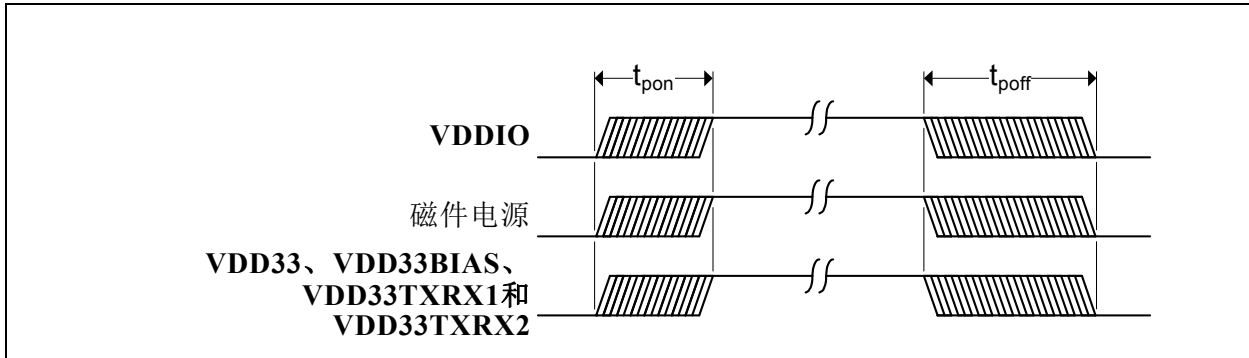 tpon
tpoff
VDDIO
磁件电源
VDD33、VDD33BIAS、
VDD33TXRX1和
VDD33TXRX2